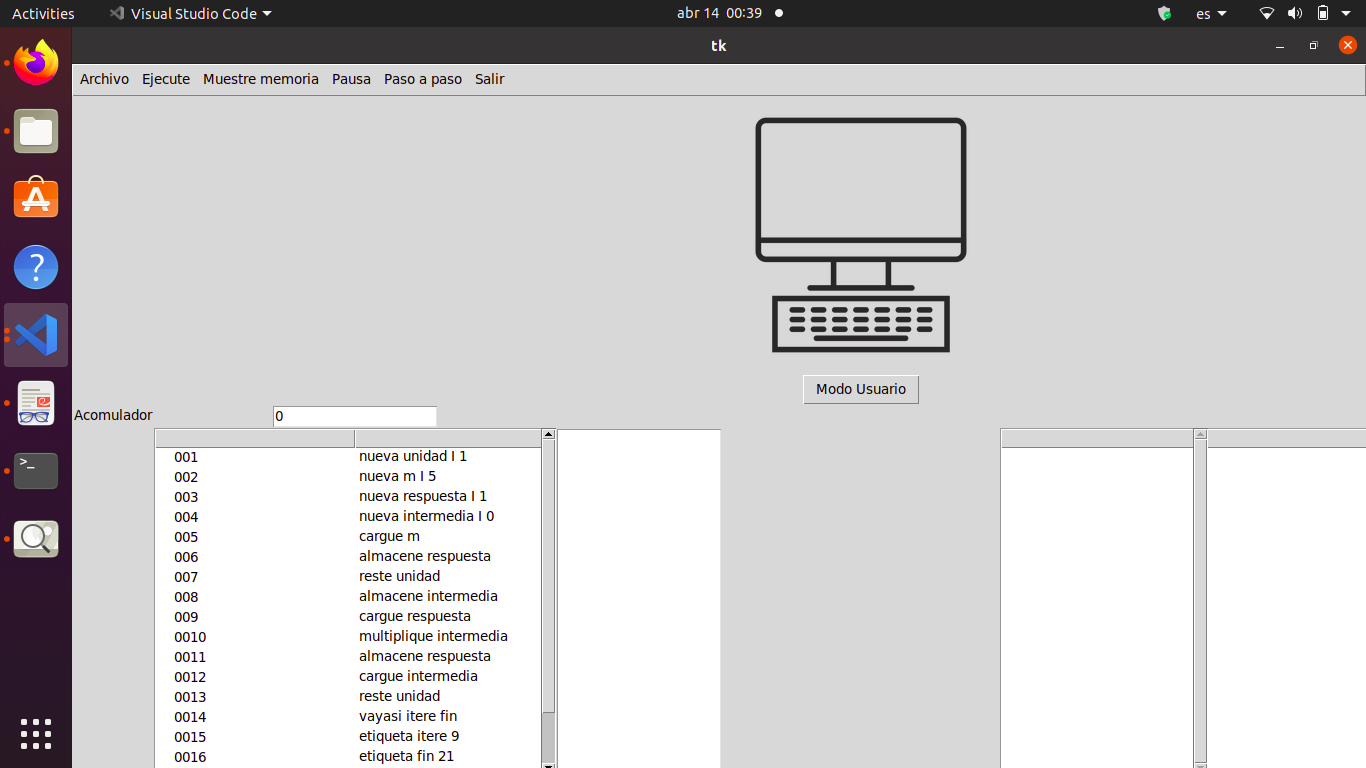 Activities Visual Studio Code abr 14 00:39 es
tk
Archivo Ejecute Muestre memoria Pausa Paso a paso Salir
Modo Usuario
Acomulador 0
001 nueva unidad I 1
002 nueva m I 5
003 nueva respuesta I 1
004 nueva intermedia I 0
005 cargue m
006 almacene respuesta
007 reste unidad
008 almacene intermedia
009 cargue respuesta
0010 multiplique intermedia
0011 almacene respuesta
0012 cargue intermedia
0013 reste unidad
0014 vayasi itere fin
0015 etiqueta itere 9
0016 etiqueta fin 21